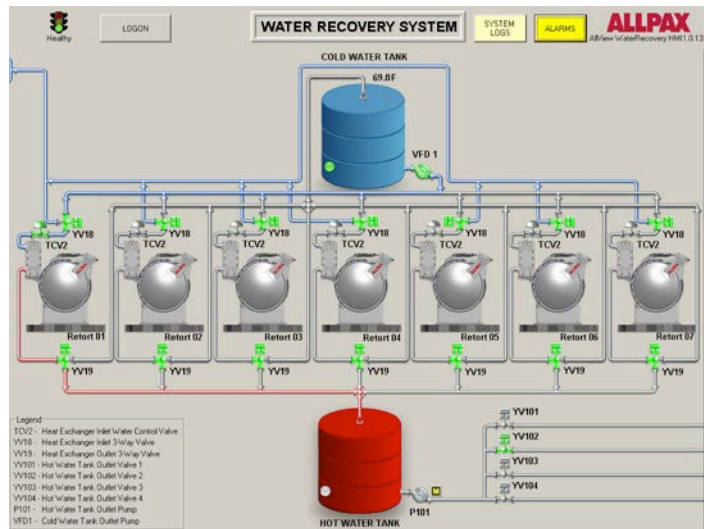 Healthy
LOGON
WATER RECOVERY SYSTEM
SYSTEM
LOGS
ALARMS
ALLPAX
AllView WaterRecovery HMI1.0.13
COLD WATER TANK
69.0F
VFD 1
YV18
YV18
YV18
YV18
YV18
YV18
YV18
TCV2
TCV2
TCV2
TCV2
TCV2
TCV2
TCV2
Retort 01
Retort 02
Retort 03
Retort 04
Retort 05
Retort 06
Retort 07
YV19
YV19
YV19
YV19
YV19
YV19
YV19
Legend
TCV2 - Heat Exchanger Inlet Water Control Valve
YV18 - Heat Exchanger Inlet 3-Way Valve
YV19 - Heat Exchanger Outlet 3-Way Valve
YV101 - Hot Water Tank Outlet Valve 1
YV102 - Hot Water Tank Outlet Valve 2
YV103 - Hot Water Tank Outlet Valve 3
YV104 - Hot Water Tank Outlet Valve 4
P101 - Hot Water Tank Outlet Pump
VFD1 - Cold Water Tank Outlet Pump
YV101
YV102
YV103
YV104
M
P101
HOT WATER TANK